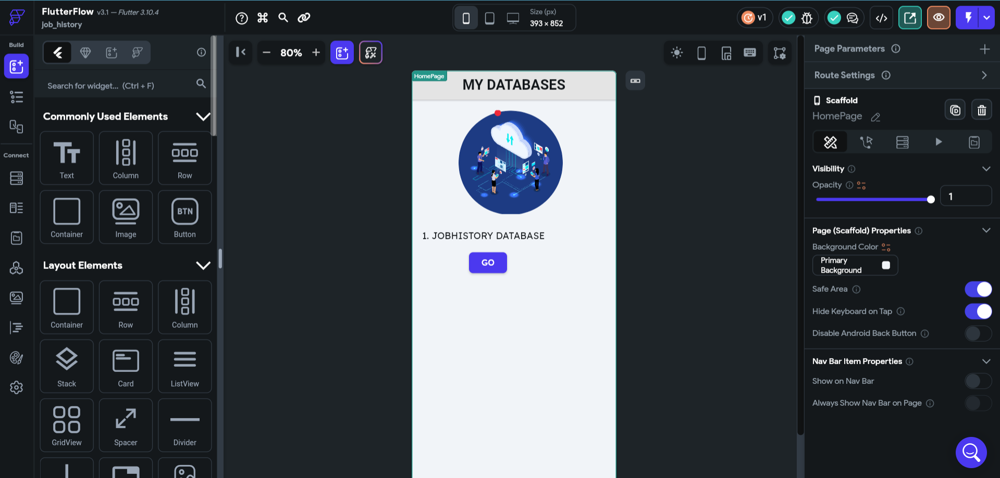 FlutterFlow v3.1 — Flutter 3.10.4
job_history
Size (px)
393 × 852
v1
Build
Connect
Search for widget... (Ctrl + F)
Commonly Used Elements
Text
Column
Row
Container
Image
BTN
Button
Layout Elements
Container
Row
Column
Stack
Card
ListView
GridView
Spacer
Divider
80%
HomePage
MY DATABASES
1. JOBHISTORY DATABASE
GO
Page Parameters
Route Settings
Scaffold
HomePage
Visibility
Opacity
1
Page (Scaffold) Properties
Background Color
Primary
Background
Safe Area
Hide Keyboard on Tap
Disable Android Back Button
Nav Bar Item Properties
Show on Nav Bar
Always Show Nav Bar on Page